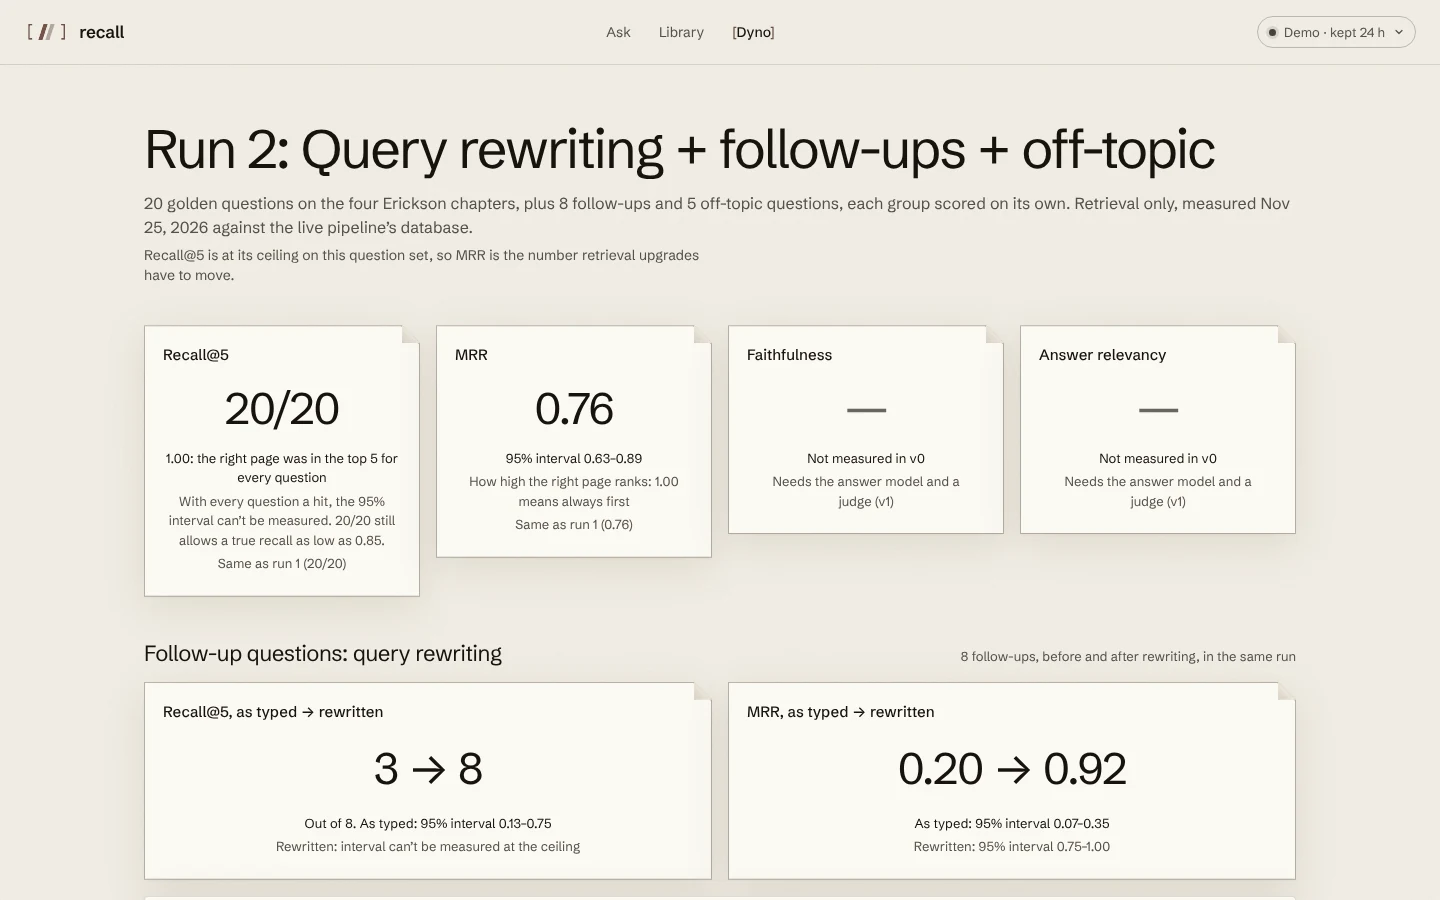 [ // ] recall
Ask
Library
[Dyno]
Demo · kept 24 h
Run 2: Query rewriting + follow-ups + off-topic
20 golden questions on the four Erickson chapters, plus 8 follow-ups and 5 off-topic questions, each group scored on its own. Retrieval only, measured Nov
25, 2026 against the live pipeline’s database.
Recall@5 is at its ceiling on this question set, so MRR is the number retrieval upgrades
have to move.
Recall@5
20/20
1.00: the right page was in the top 5 for
every question
With every question a hit, the 95%
interval can’t be measured. 20/20 still
allows a true recall as low as 0.85.
Same as run 1 (20/20)
MRR
0.76
95% interval 0.63–0.89
How high the right page ranks: 1.00
means always first
Same as run 1 (0.76)
Faithfulness
—
Not measured in v0
Needs the answer model and a
judge (v1)
Answer relevancy
—
Not measured in v0
Needs the answer model and a
judge (v1)
Follow-up questions: query rewriting
8 follow-ups, before and after rewriting, in the same run
Recall@5, as typed → rewritten
3 → 8
Out of 8. As typed: 95% interval 0.13–0.75
Rewritten: interval can’t be measured at the ceiling
MRR, as typed → rewritten
0.20 → 0.92
As typed: 95% interval 0.07–0.35
Rewritten: 95% interval 0.75–1.00